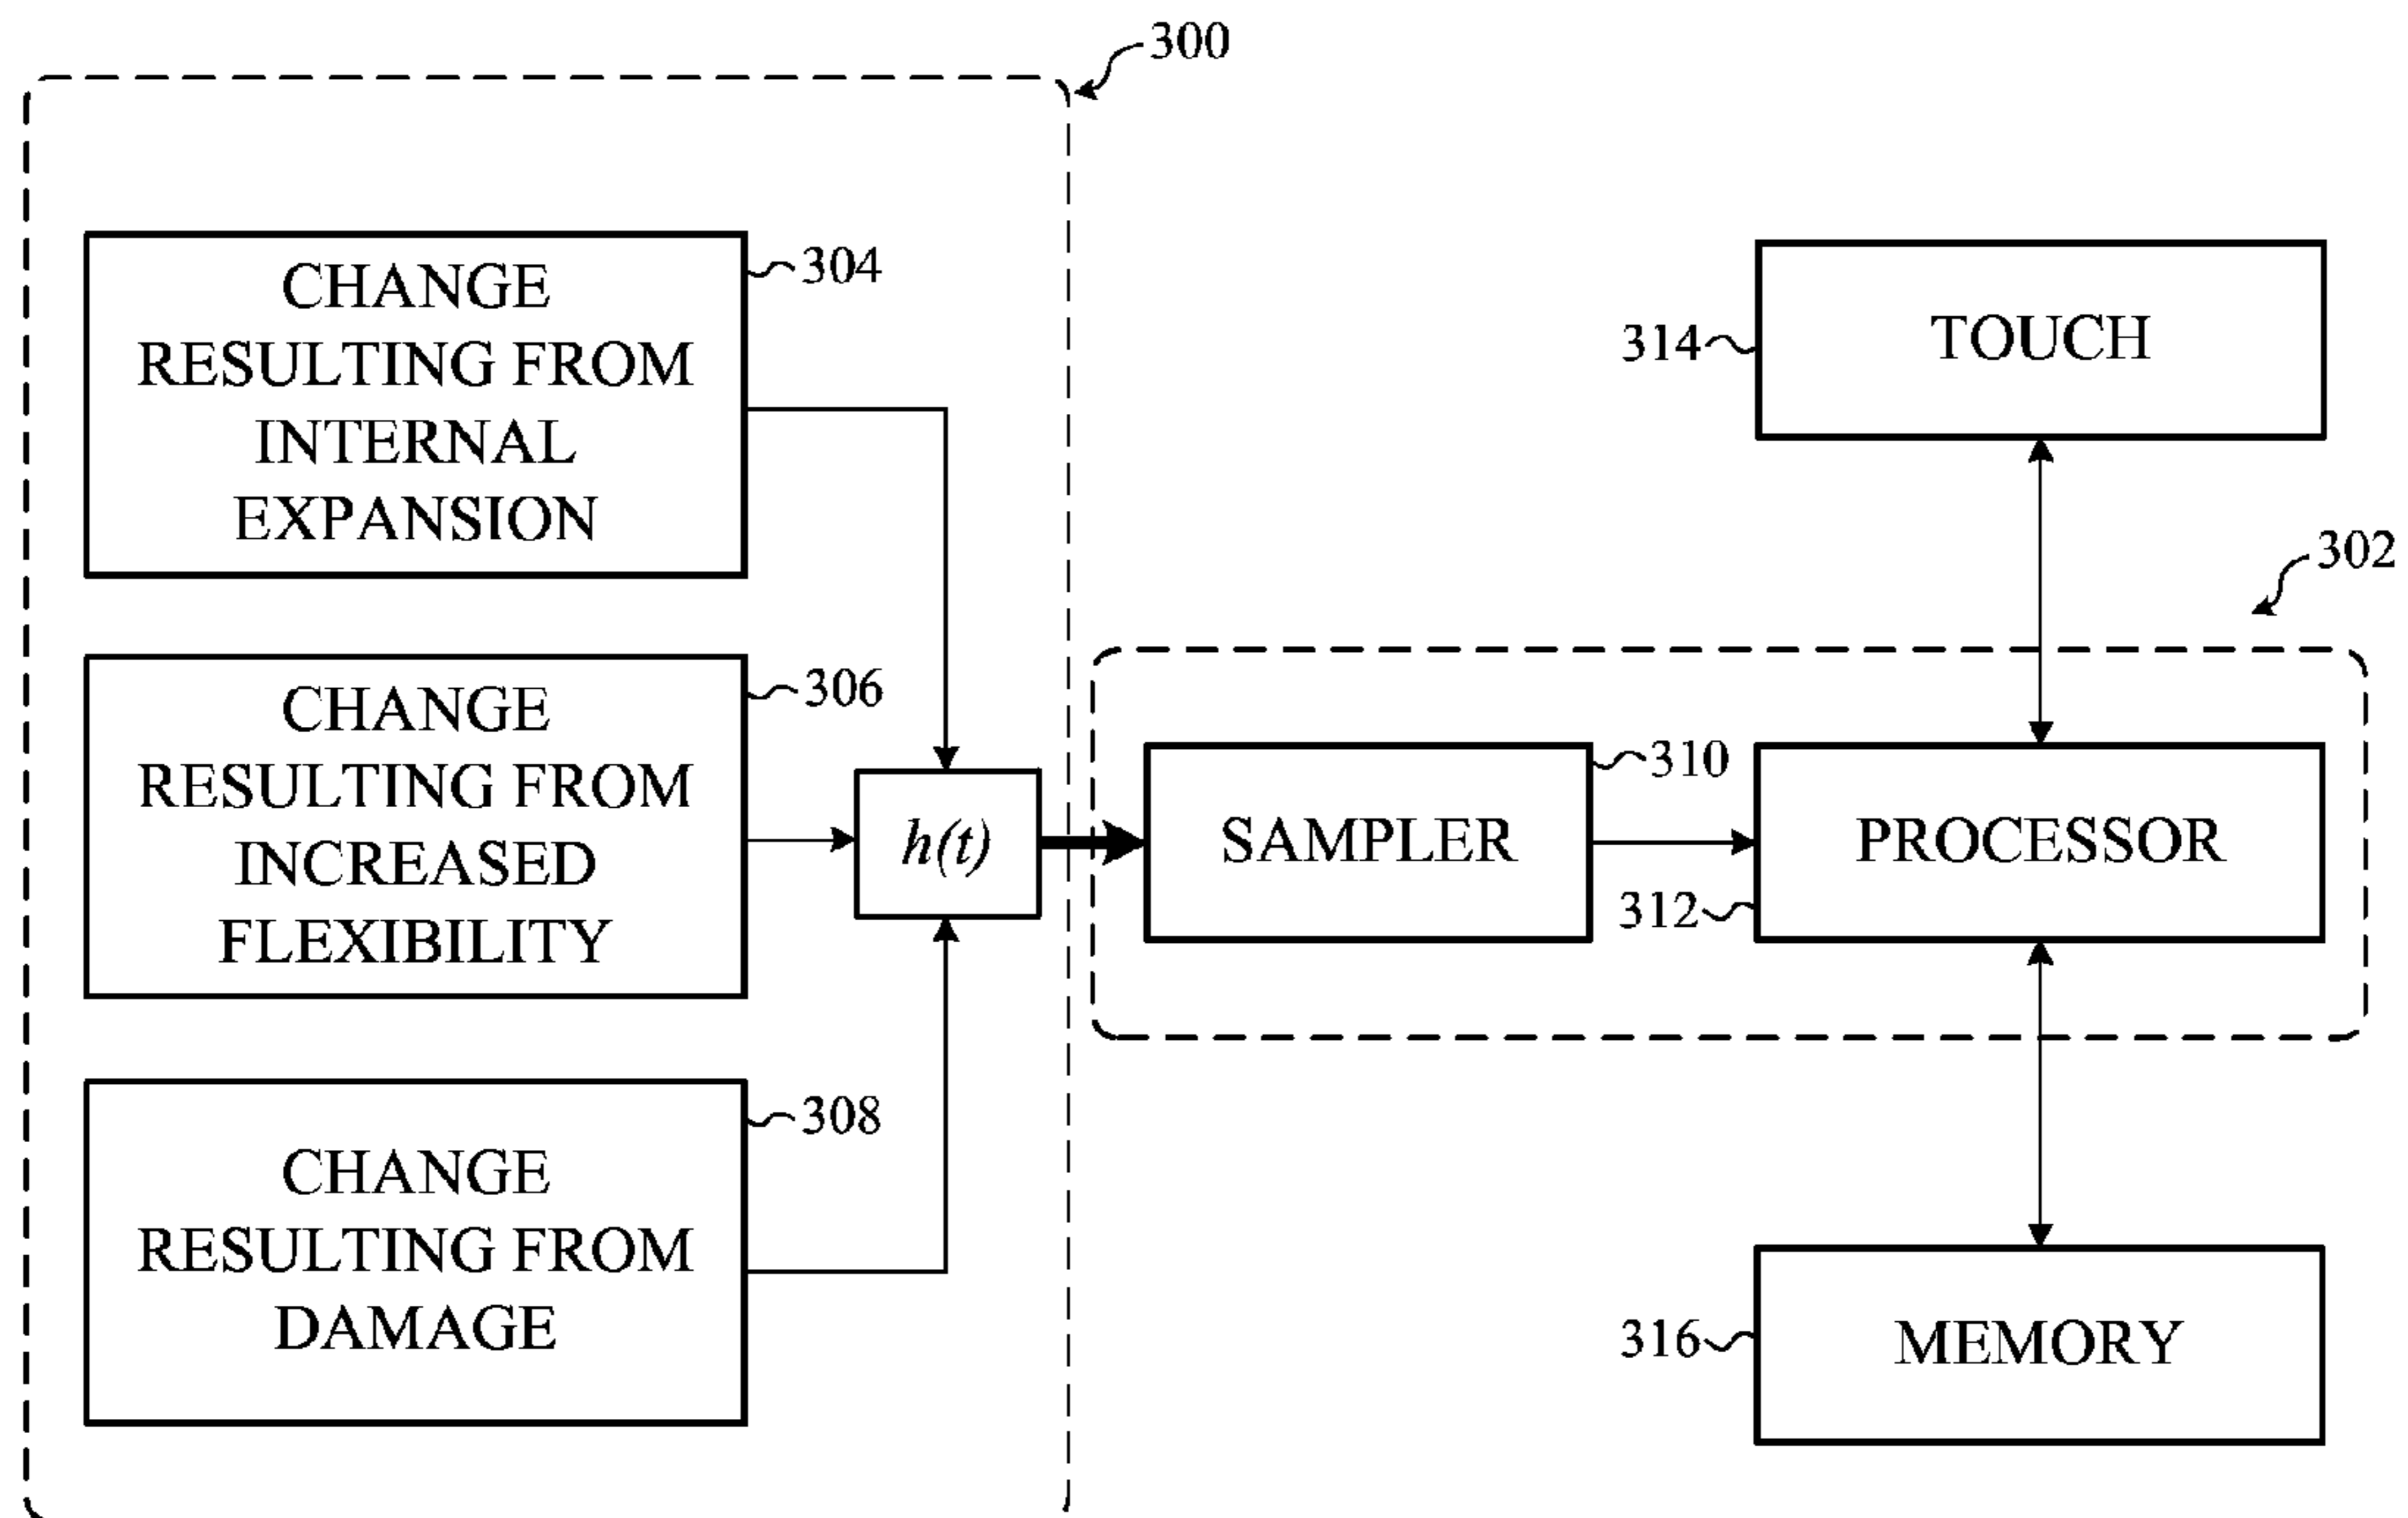 300
CHANGE
RESULTING FROM
INTERNAL
EXPANSION
304
CHANGE
RESULTING FROM
INCREASED
FLEXIBILITY
306
CHANGE
RESULTING FROM
DAMAGE
308
h(t)
302
SAMPLER
310
PROCESSOR
312
TOUCH
314
MEMORY
316